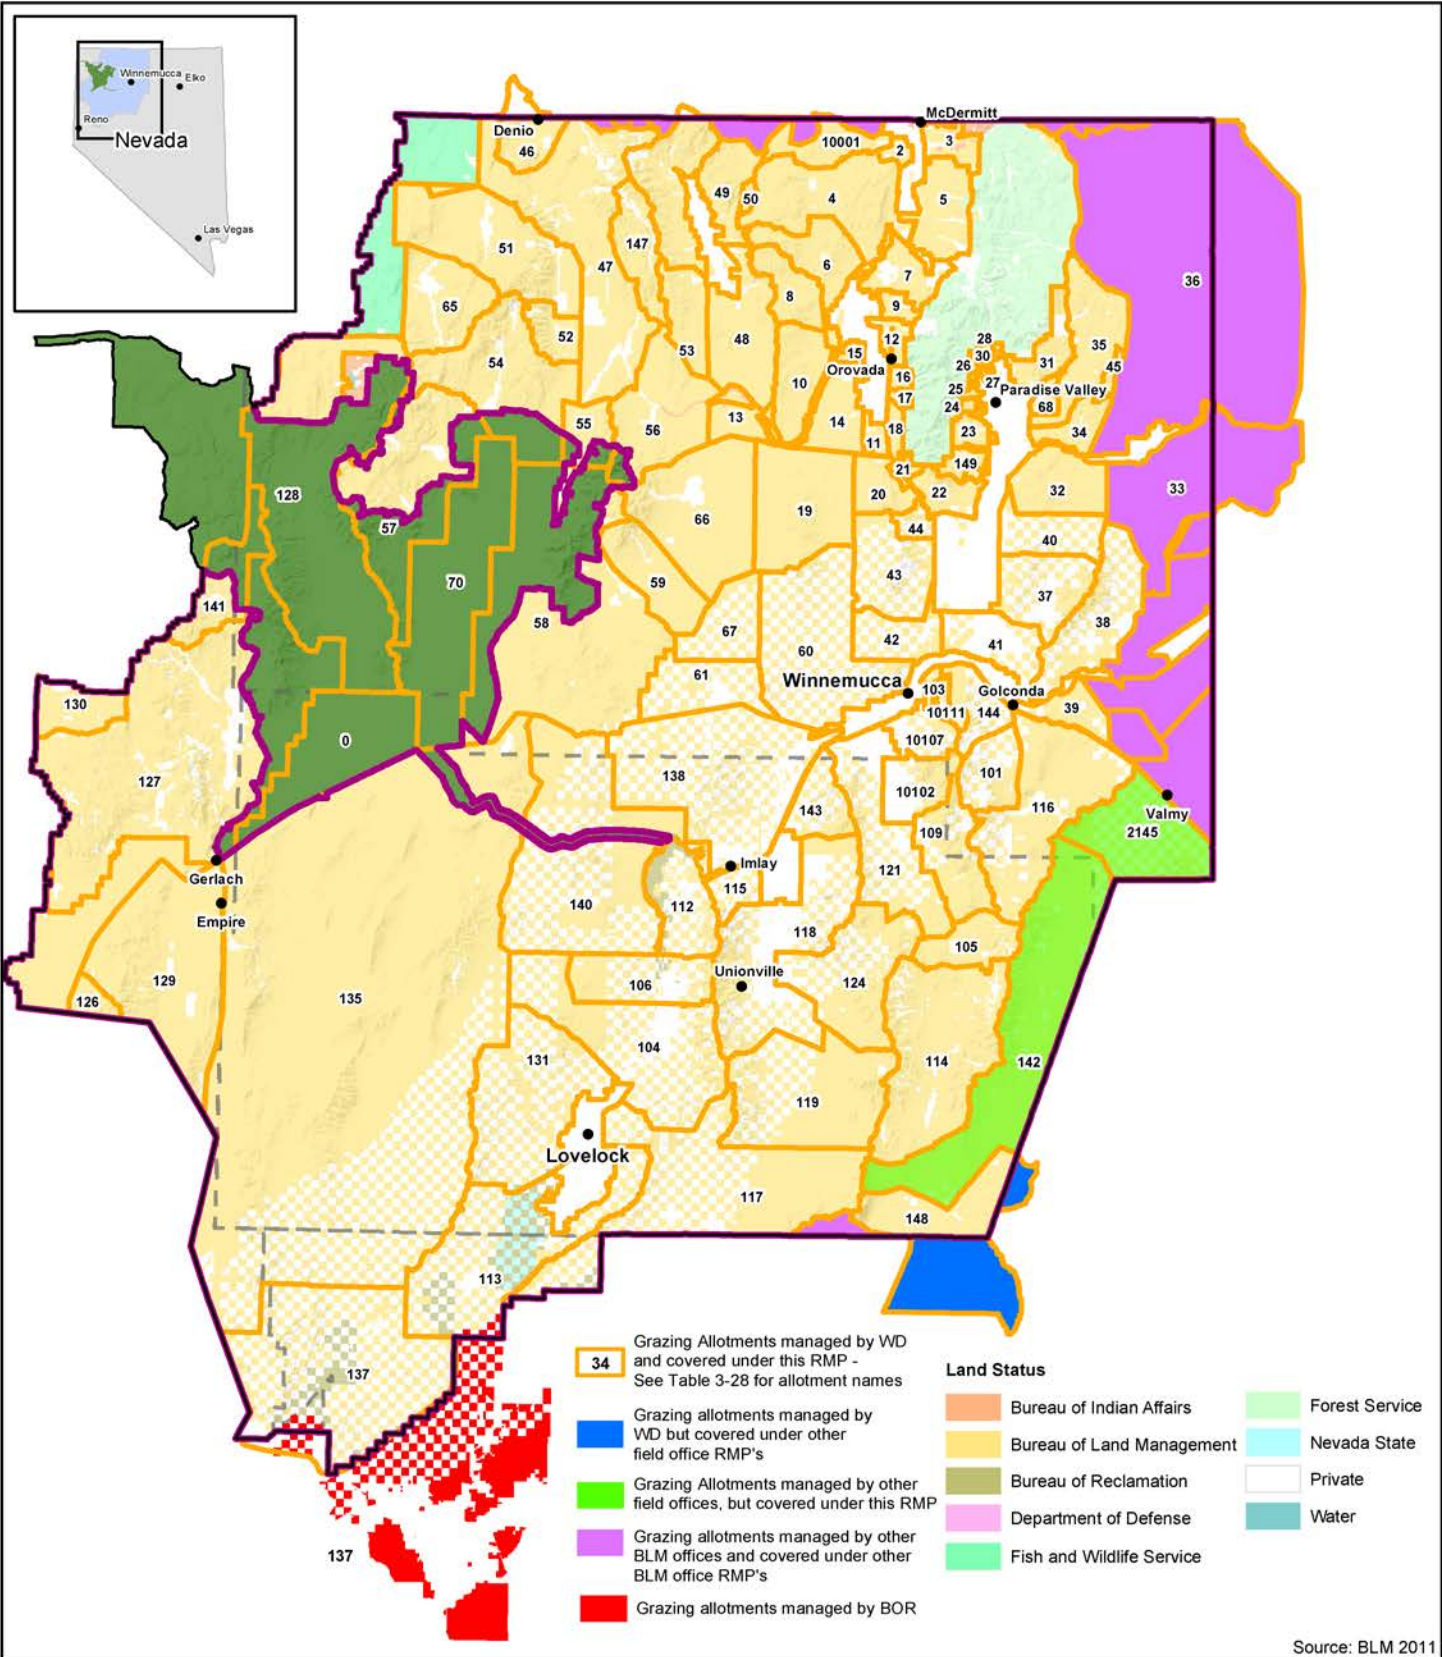 Winnemucca
Elko
Reno
Nevada
Las Vegas
McDermitt
Denio
46
10001
2
3
49
50
4
5
51
147
47
6
7
36
65
8
9
52
54
53
48
12
28
35
15
30
31
45
Orovada
26
10
16
27
Paradise Valley
25
17
24
68
55
56
13
14
18
11
23
34
21
149
128
20
22
32
33
57
66
19
44
40
70
59
43
37
141
58
67
42
38
60
41
61
Winnemucca
103
Golconda
130
10111
144
39
0
10107
127
138
101
10102
143
116
Valmy
109
2145
Gerlach
Imlay
121
115
Empire
140
112
118
105
129
106
Unionville
124
126
135
104
131
114
142
119
Lovelock
117
148
113
137
137
34
Grazing Allotments managed by WD
and covered under this RMP -
See Table 3-28 for allotment names
Grazing allotments managed by
WD but covered under other
field office RMP's
Grazing Allotments managed by other
field offices, but covered under this RMP
Grazing allotments managed by other
BLM offices and covered under other
BLM office RMP's
Grazing allotments managed by BOR
Land Status
Bureau of Indian Affairs
Bureau of Land Management
Bureau of Reclamation
Department of Defense
Fish and Wildlife Service
Forest Service
Nevada State
Private
Water
Source: BLM 2011